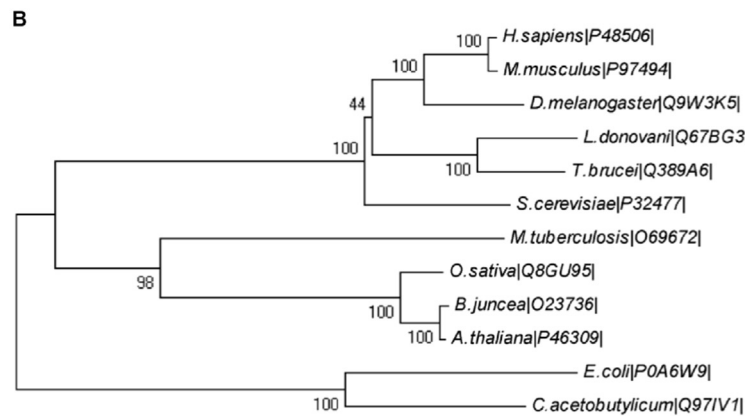 B
H.sapiens|P48506|
100
M.musculus|P97494|
100
D.melanogaster|Q9W3K5|
44
L.donovani|Q67BG3
100
100
T.brucei|Q389A6|
S.cerevisiae|P32477|
M.tuberculosis|O69672|
O.sativa|Q8GU95|
98
B.juncea|O23736|
100
100
A.thaliana|P46309|
E.coli|P0A6W9|
100
C.acetobutylicum|Q97IV1|